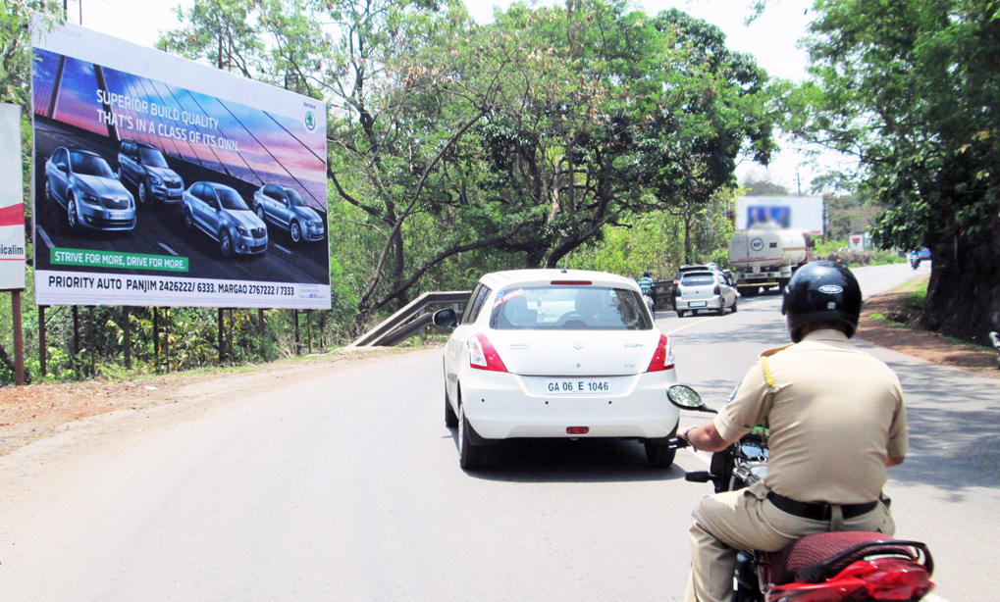 SUPERIOR BUILD QUALITY
THAT'S IN A CLASS OF ITS OWN.
STRIVE FOR MORE, DRIVE FOR MORE.
PRIORITY AUTO PANJIM 2426222/ 6333. MARGAO 2767222 / 7333
icalim
GA 06 E 1046